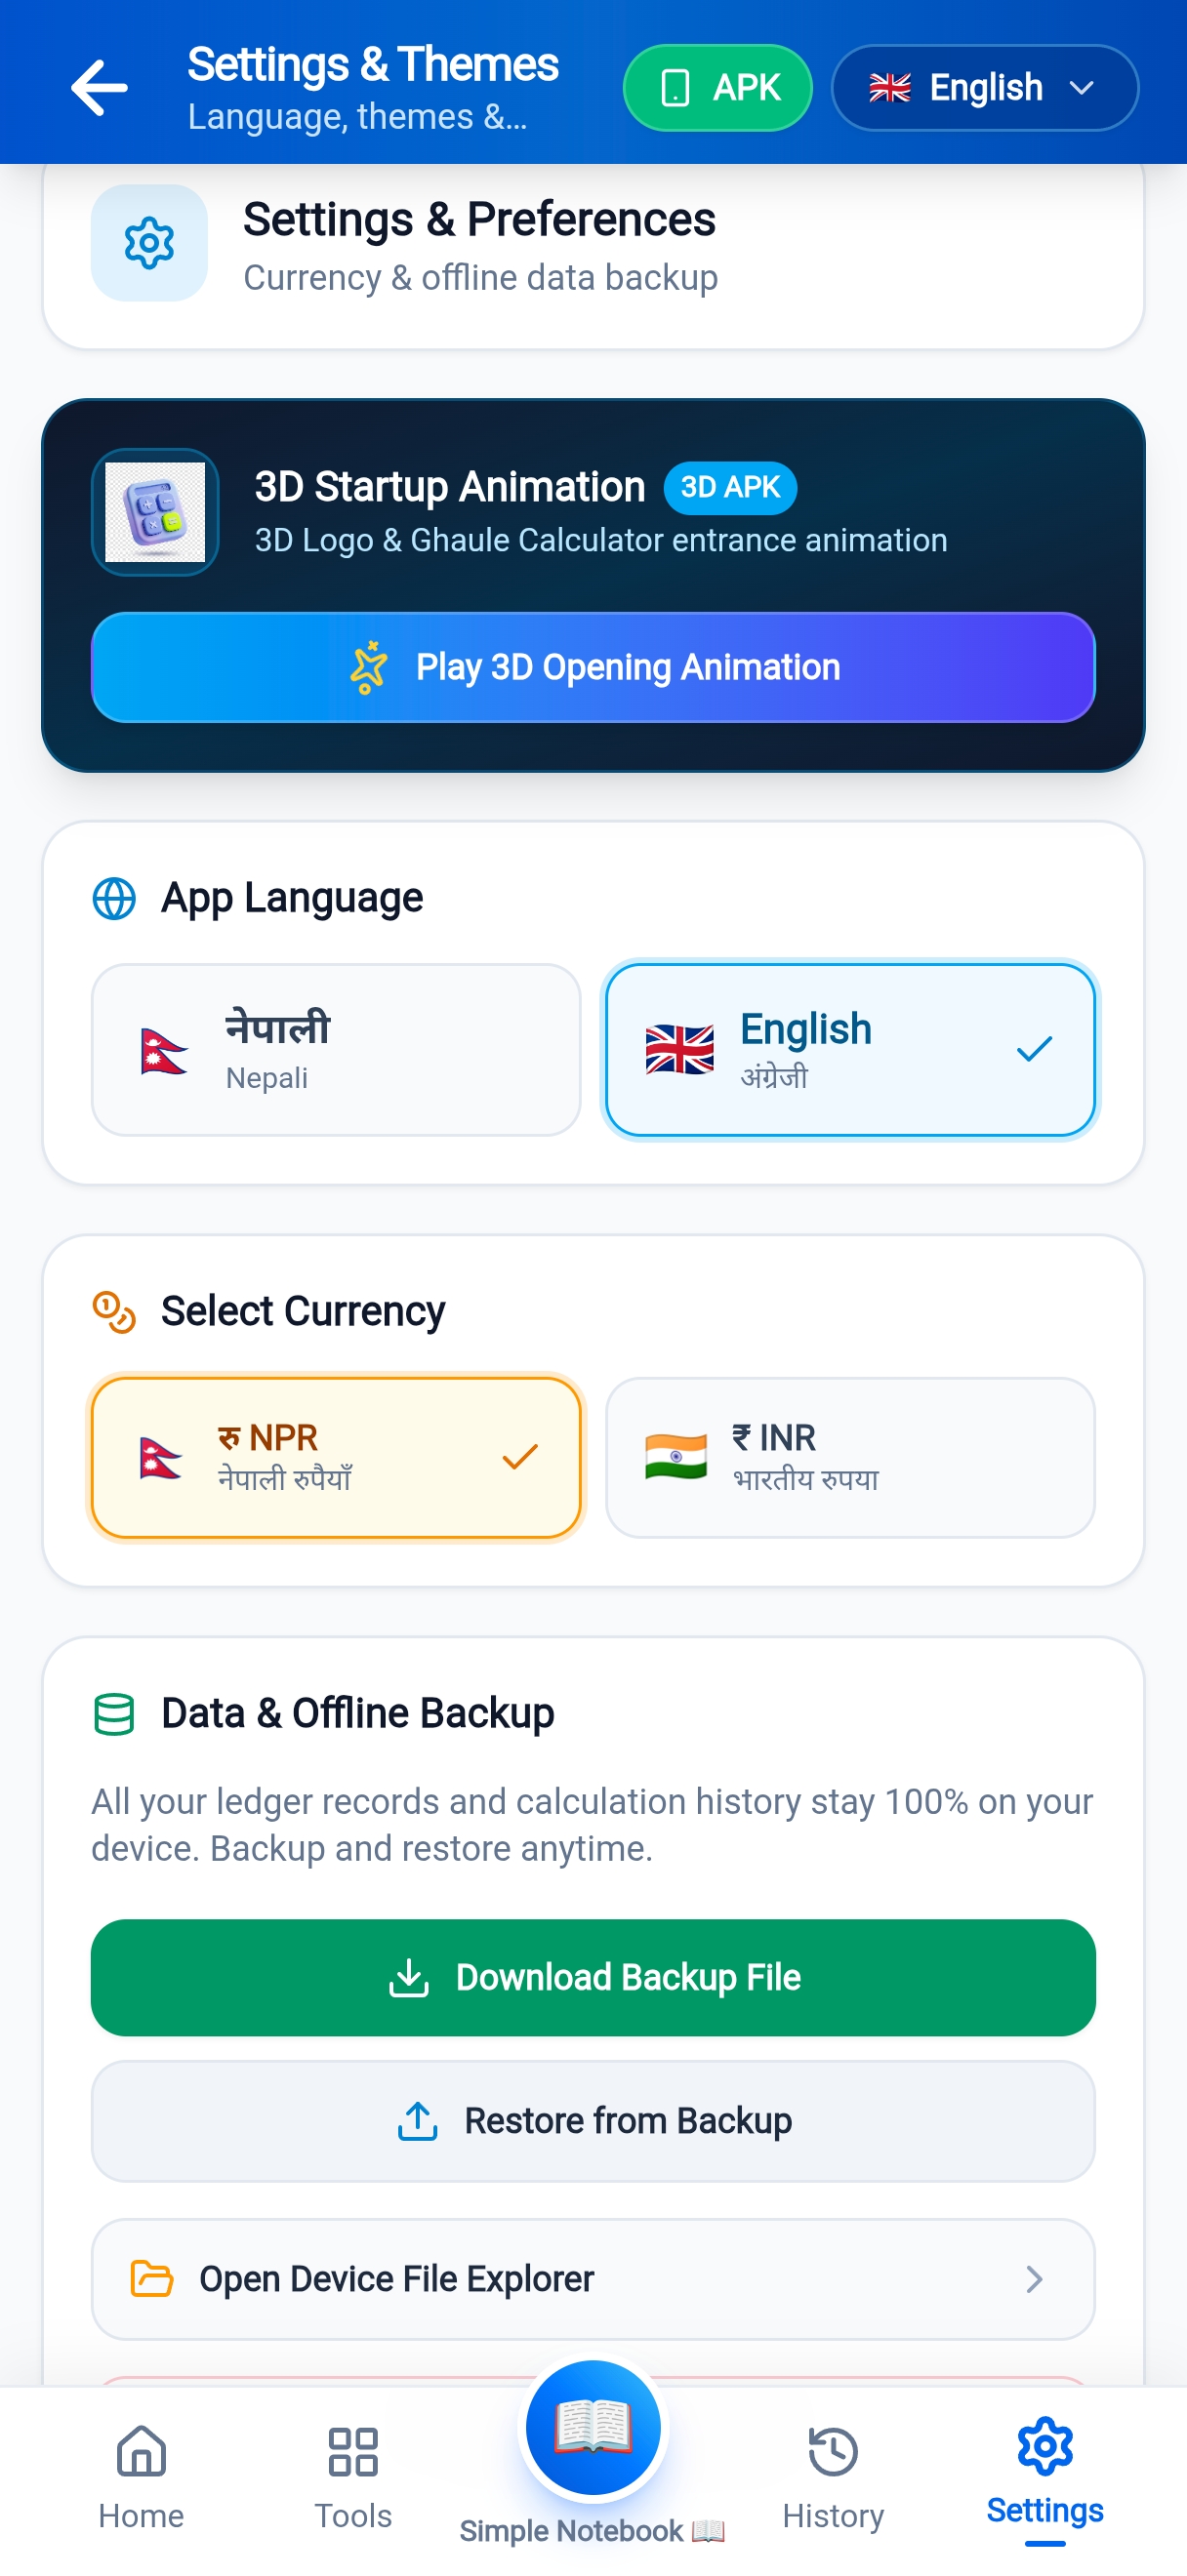 Settings & Themes
Language, themes &...
APK
🇬🇧 English
Settings & Preferences
Currency & offline data backup
3D Startup Animation
3D APK
3D Logo & Ghaule Calculator entrance animation
Play 3D Opening Animation
App Language
नेपाली
Nepali
English
अंग्रेजी
Select Currency
रु NPR
नेपाली रुपैयाँ
₹ INR
भारतीय रुपया
Data & Offline Backup
All your ledger records and calculation history stay 100% on your
device. Backup and restore anytime.
Download Backup File
Restore from Backup
Open Device File Explorer
Home
Tools
Simple Notebook 📖
History
Settings